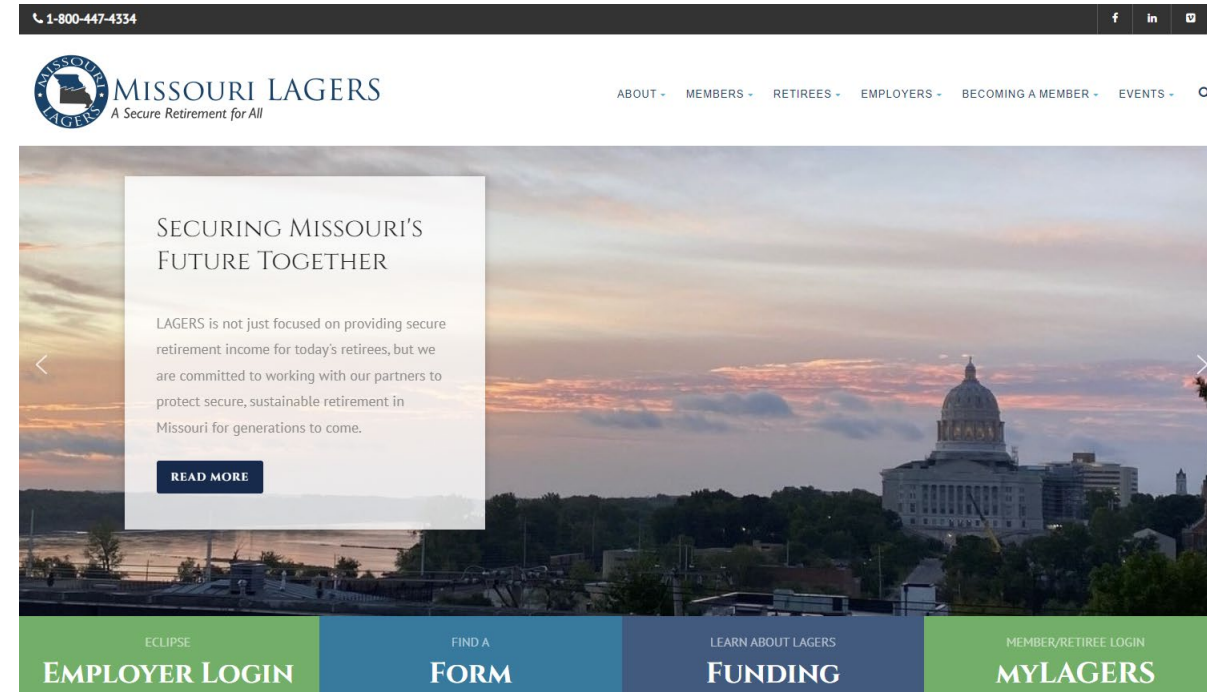 1-800-447-4334
MISSOURI LAGERS
MISSOURI LAGERS
A Secure Retirement for All
ABOUT MEMBERS RETIREES EMPLOYERS BECOMING A MEMBER EVENTS
SECURING MISSOURI'S
FUTURE TOGETHER
LAGERS is not just focused on providing secure
retirement income for today's retirees, but we
are committed to working with our partners to
protect secure, sustainable retirement in
Missouri for generations to come.
READ MORE
ECLIPSE
EMPLOYER LOGIN
FIND A
FORM
LEARN ABOUT LAGERS
FUNDING
MEMBER/RETIREE LOGIN
MYLAGERS